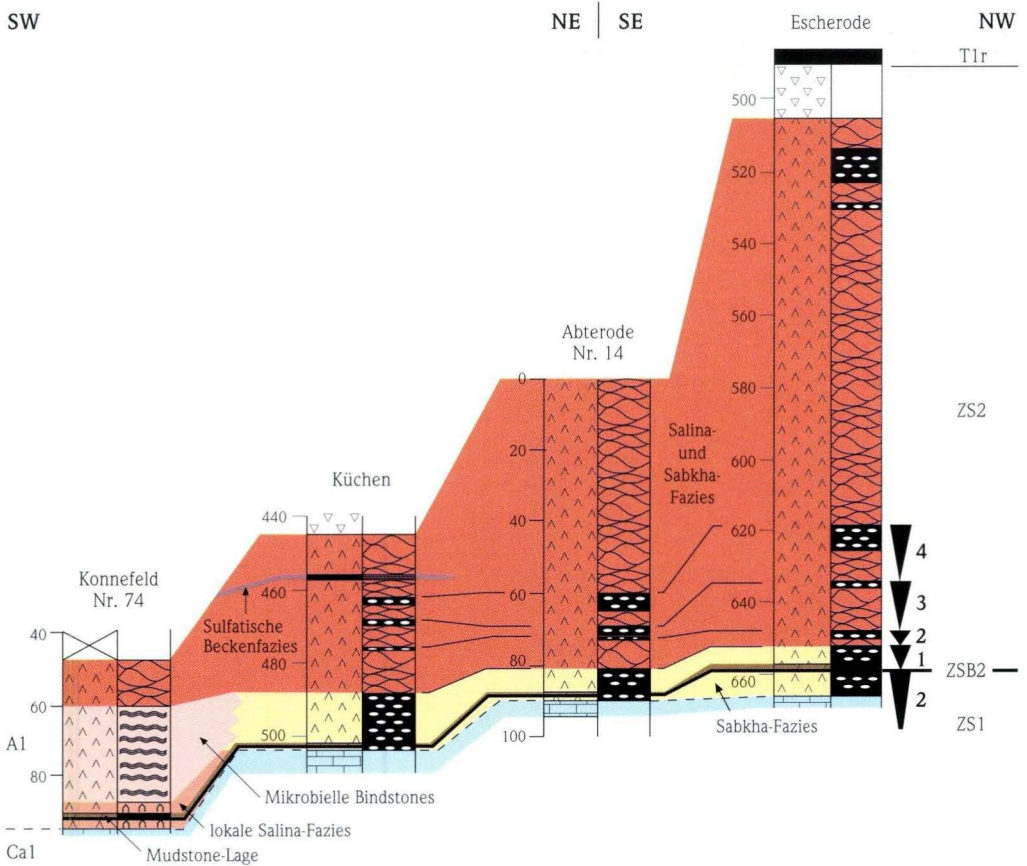 SW
NE
SE
Escherode
NW
T1r
500
520
540
560
580
600
620
640
660
Abterode
Nr. 14
0
20
40
60
80
100
Salina-
und
Sabkha-
Fazies
ZS2
4
3
2
1
ZSB2
2
ZS1
Sabkha-Fazies
Küchen
440
460
480
500
Sulfatische
Beckenfazies
Konnefeld
Nr. 74
40
60
80
A1
Ca1
Mikrobielle Bindstones
lokale Salina-Fazies
Mudstone-Lage